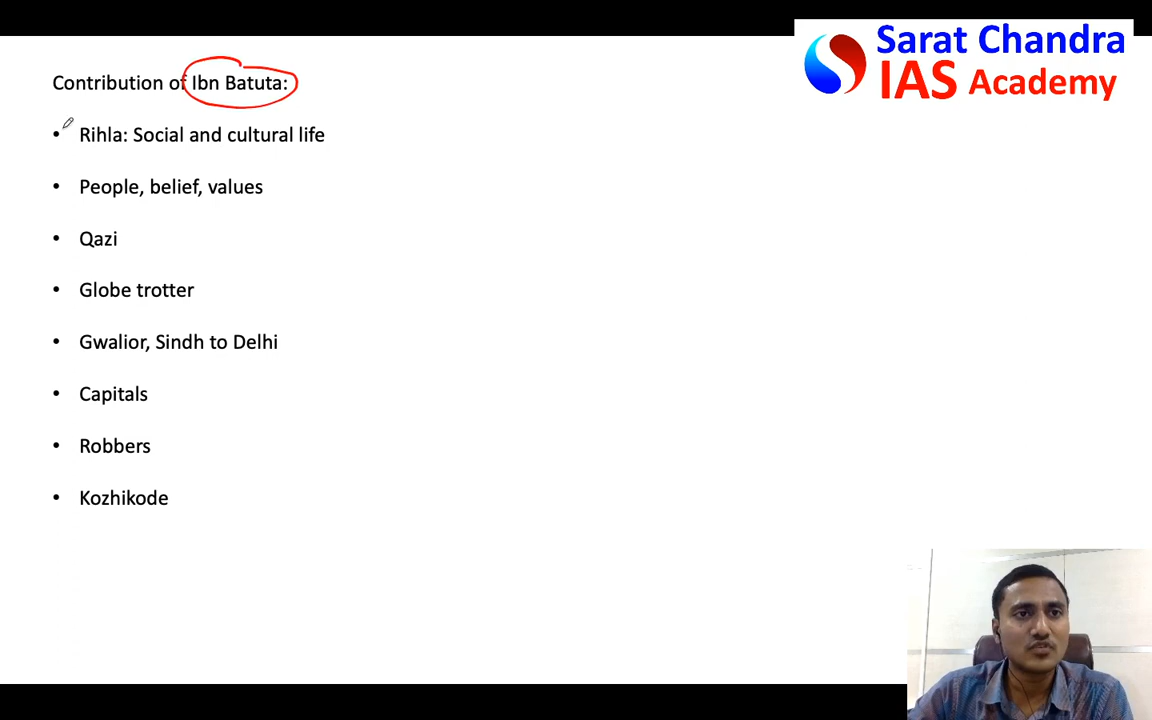 Sarat Chandra
IAS Academy
Contribution of Ibn Batuta:
• Rihla: Social and cultural life
• People, belief, values
• Qazi
• Globe trotter
• Gwalior, Sindh to Delhi
• Capitals
• Robbers
• Kozhikode